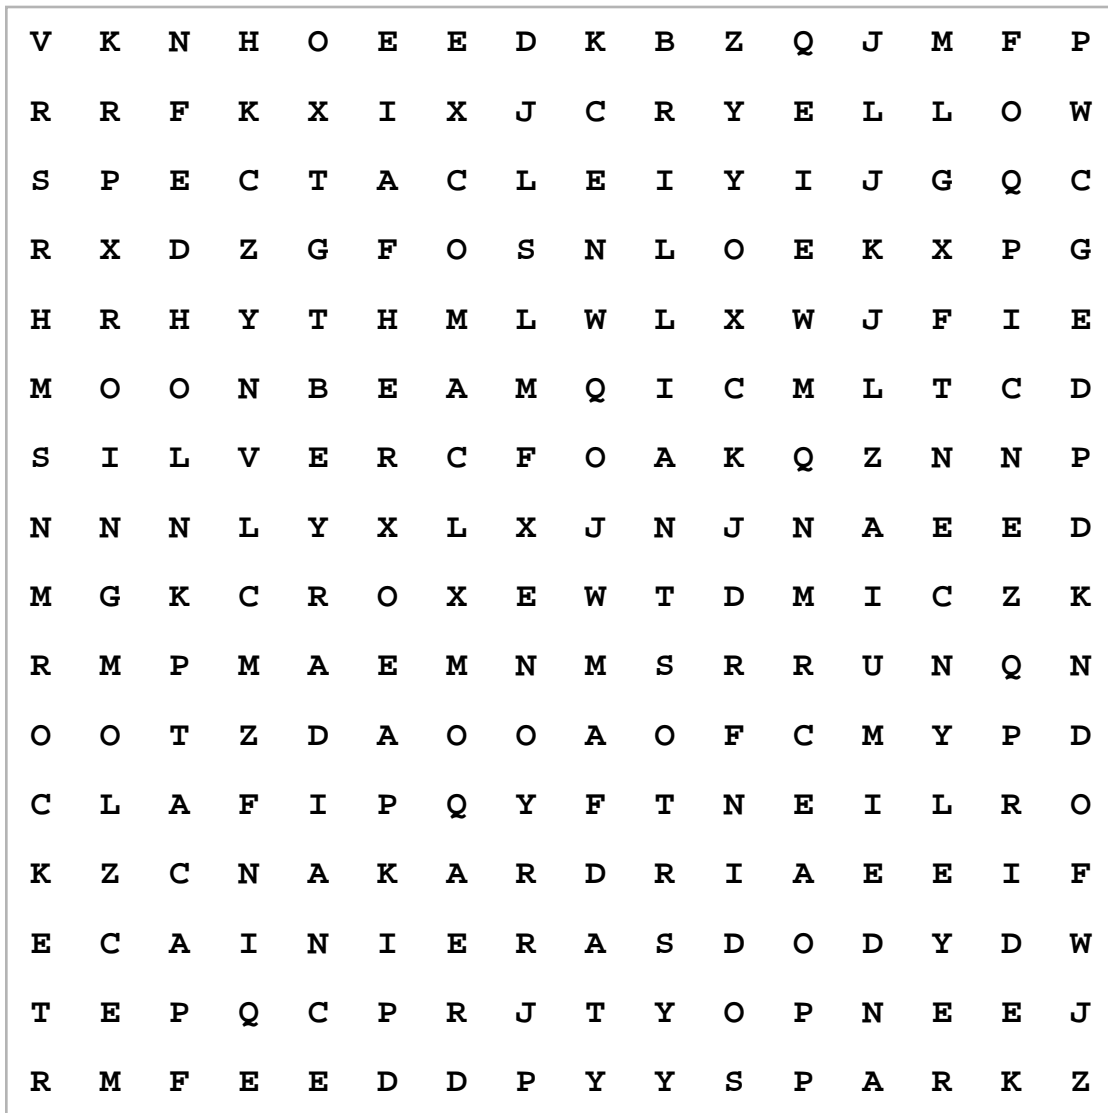 V K N H O E E D K B Z Q J M F P
R R F K X I X J C R Y E L L O W
S P E C T A C L E I Y I J G Q C
R X D Z G F O S N L O E K X P G
H R H Y T H M L W L X W J F I E
M O O N B E A M Q I C M L T C D
S I L V E R C F O A K Q Z N N P
N N N L Y X L X J N J N A E E D
M G K C R O X E W T D M I C Z K
R M P M A E M N M S R R U N Q N
O O T Z D A O O A O F C M Y P D
C L A F I P Q Y F T N E I L R O
K Z C N A K A R D R I A E E I F
E C A I N I E R A S D O D Y D W
T E P Q C P R J T Y O P N E E J
R M F E E D D P Y Y S P A R K Z